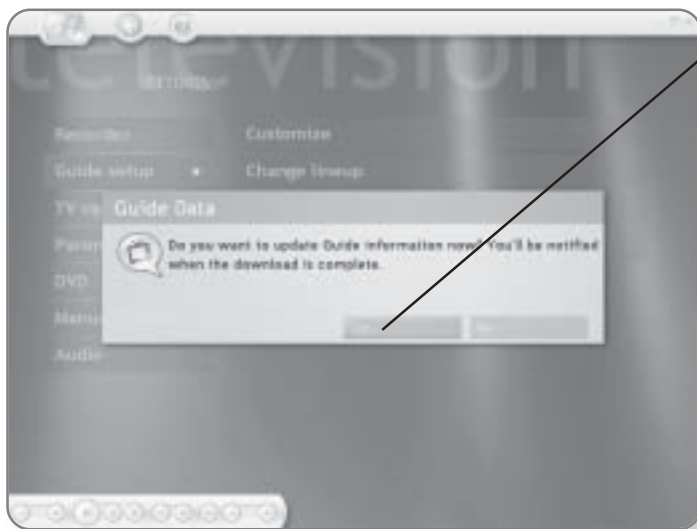 television
SETTINGS
Recorder
Customize
Guide setup
Change lineup
TV
Guide Data
Do you want to update Guide information now? You'll be notified
when the download is complete.
DVD
Audio